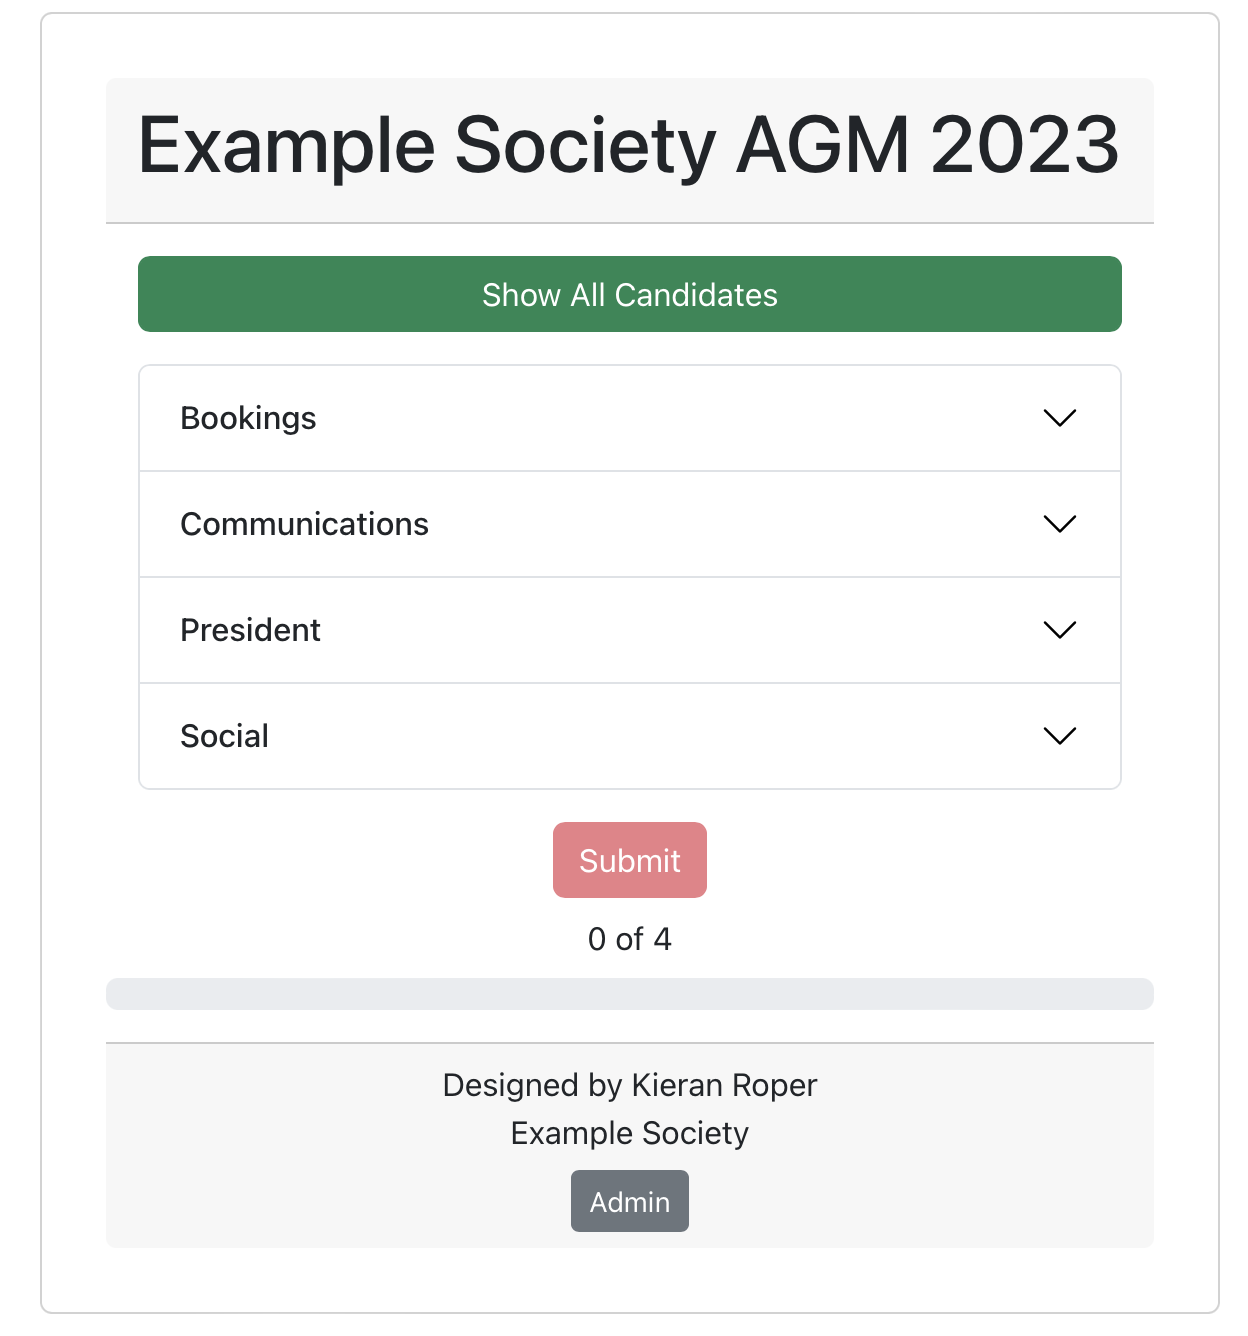 Example Society AGM 2023
Show All Candidates
Bookings
Communications
President
Social
Submit
0 of 4
Designed by Kieran Roper
Example Society
Admin